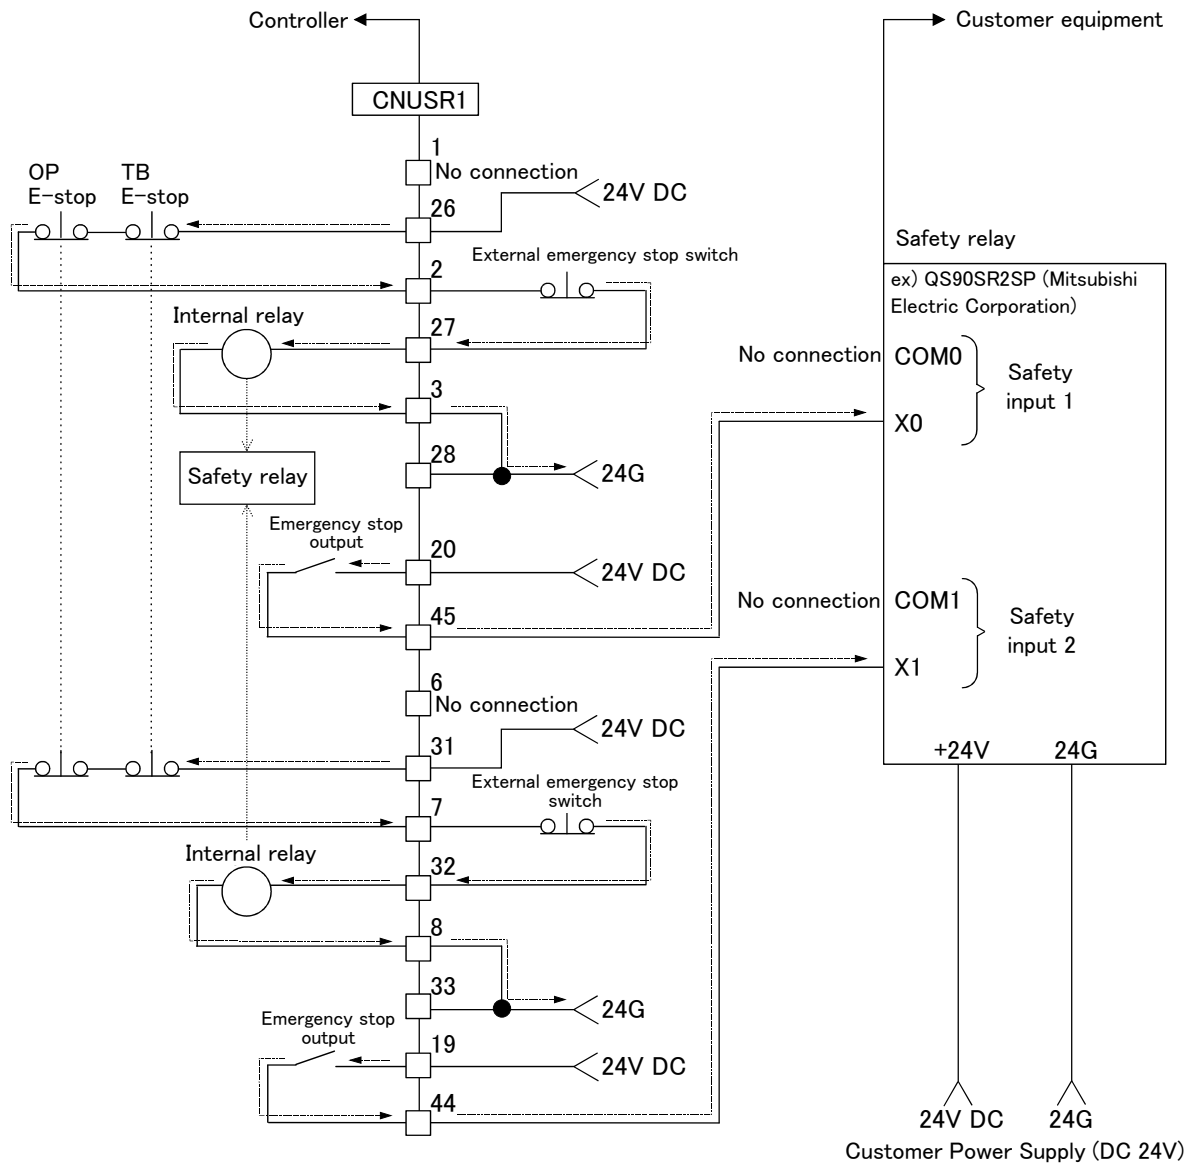 Controller
Customer equipment
CNUSR1
1
No connection
OP
E-stop
TB
E-stop
24V DC
26
Safety relay
External emergency stop switch
2
ex) QS90SR2SP (Mitsubishi
Electric Corporation)
Internal relay
27
No connection
COM0
Safety
input 1
3
X0
28
24G
Safety relay
Emergency stop
output
20
24V DC
No connection
COM1
Safety
input 2
45
X1
6
No connection
24V DC
31
+24V
24G
External emergency stop
switch
7
Internal relay
32
8
33
24G
Emergency stop
output
19
24V DC
44
24V DC
24G
Customer Power Supply (DC 24V)